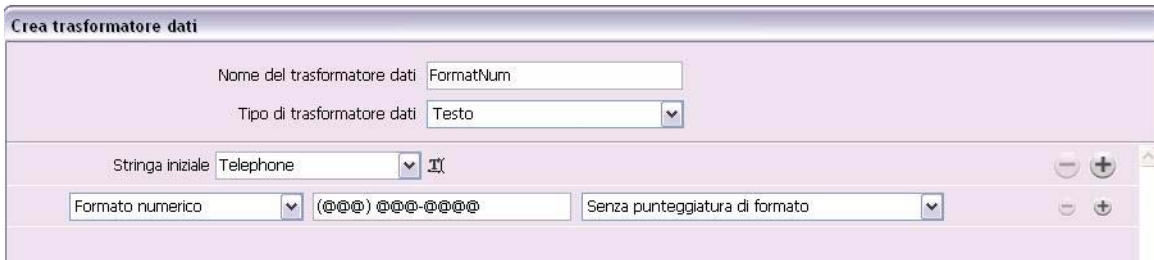 Crea trasformatore dati
Nome del trasformatore dati FormatNum
Tipo di trasformatore dati Testo
Stringa iniziale Telephone
Formato numerico (@@@) @@@-@@@@ Senza punteggiatura di formato